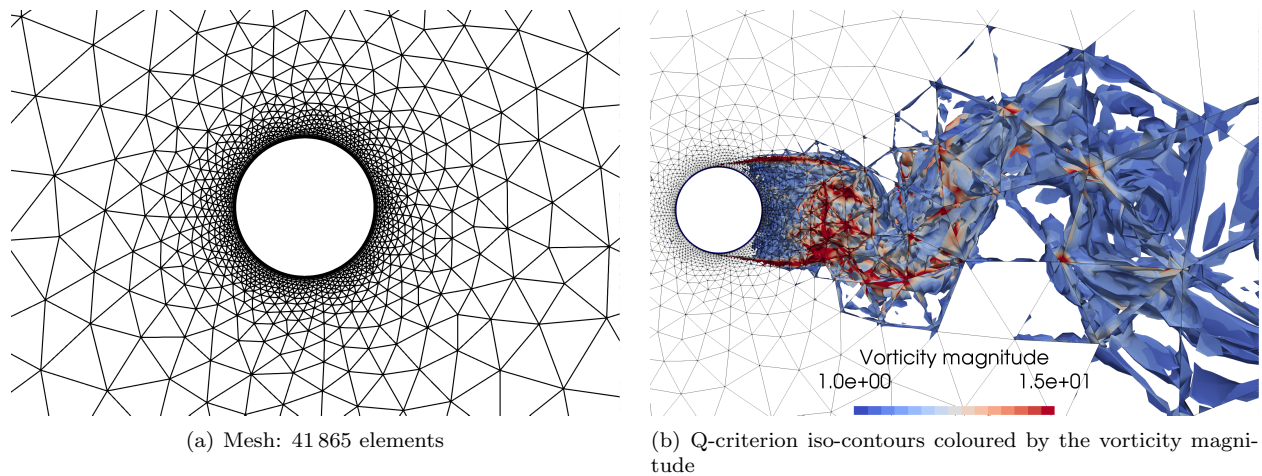 Vorticity magnitude
1.0e+00 1.5e+01
(a) Mesh: 41 865 elements
(b) Q-criterion iso-contours coloured by the vorticity magni-
tude